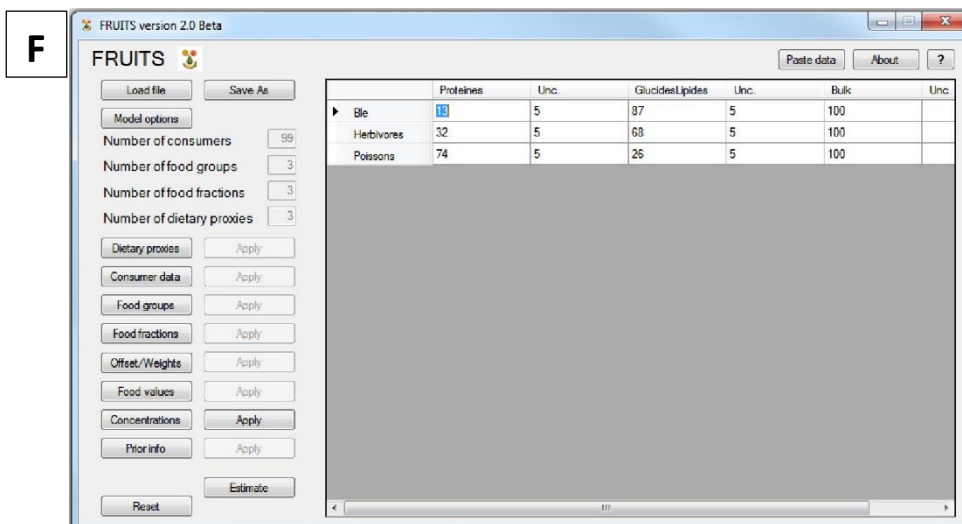 F
FRUITS version 2.0 Beta
FRUITS
Paste data About ?
Load file Save As
Model options
Number of consumers 99
Number of food groups 3
Number of food fractions 3
Number of dietary proxies 3
Dietary proxies Apply
Consumer data Apply
Food groups Apply
Food fractions Apply
Offset/Weights Apply
Food values Apply
Concentrations Apply
Prior info Apply
Estimate
Reset
Proteines Unc. GlucidesLipides Unc. Bulk Unc.
Ble 13 5 87 5 100
Herbivores 32 5 68 5 100
Poissons 74 5 26 5 100